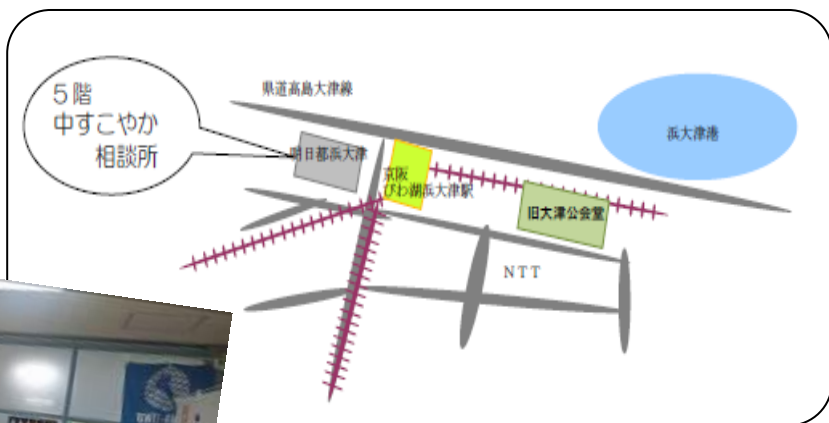 県道高島大津線
５階
中すこやか
相談所
明日都浜大津
浜大津港
京阪
びわ湖浜大津駅
旧大津公会堂
ＮＴＴ